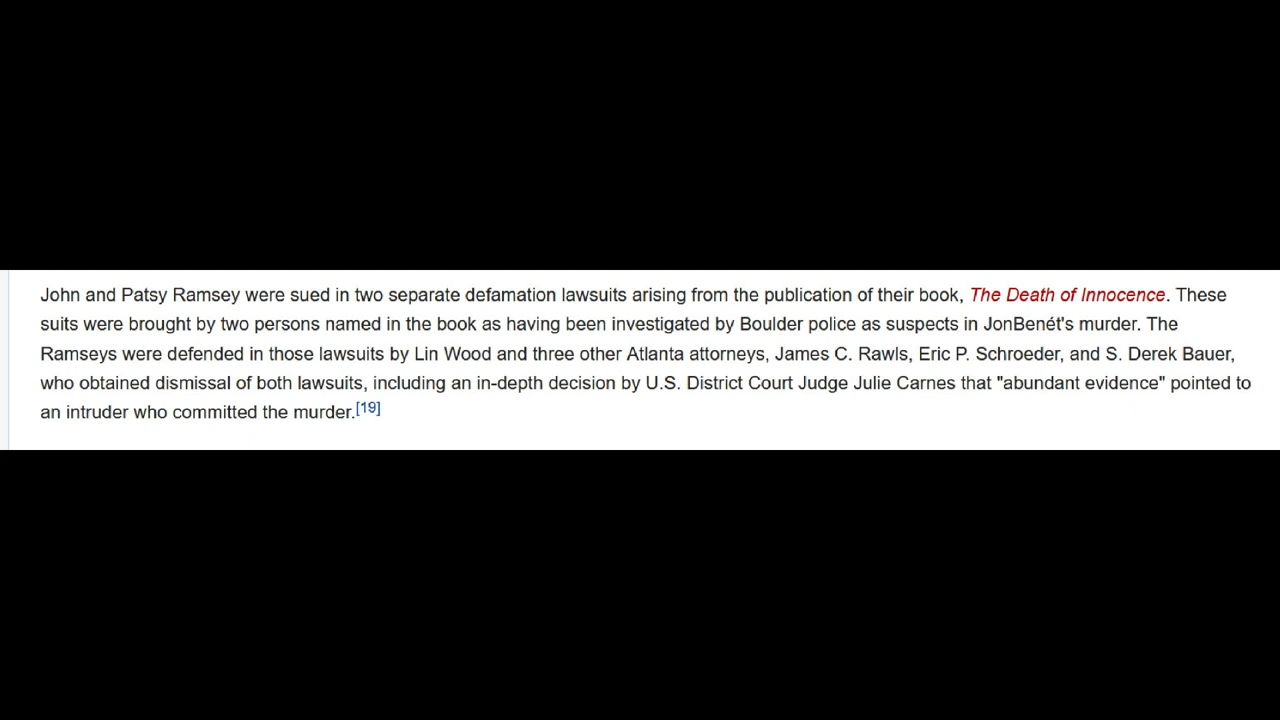 John and Patsy Ramsey were sued in two separate defamation lawsuits arising from the publication of their book, The Death of Innocence. These
suits were brought by two persons named in the book as having been investigated by Boulder police as suspects in JonBenét's murder. The
Ramseys were defended in those lawsuits by Lin Wood and three other Atlanta attorneys, James C. Rawls, Eric P. Schroeder, and S. Derek Bauer,
who obtained dismissal of both lawsuits, including an in-depth decision by U.S. District Court Judge Julie Carnes that "abundant evidence" pointed to
an intruder who committed the murder.[19]